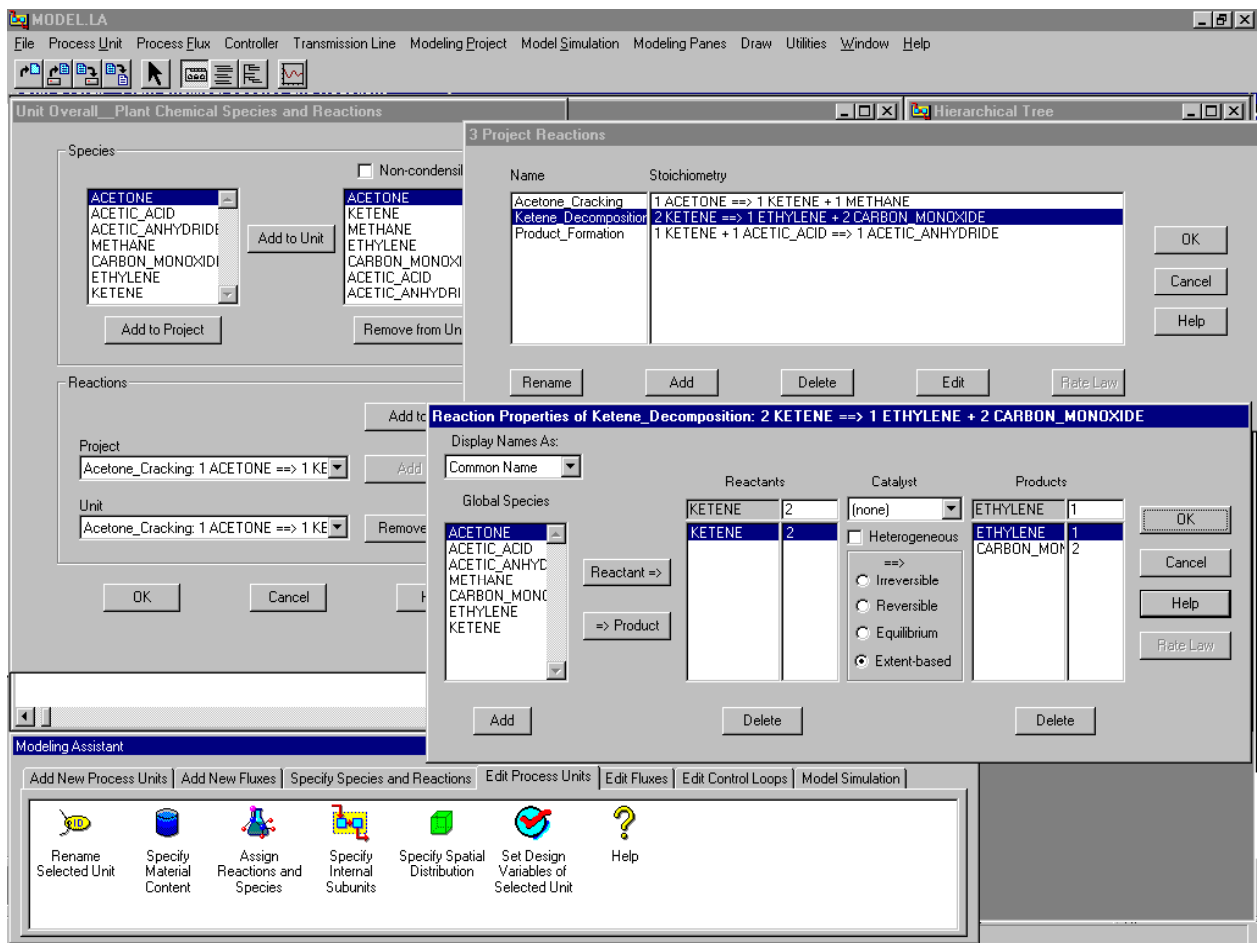 MODEL.LA
File Process Unit Process Flux Controller Transmission Line Modeling Project Model Simulation Modeling Panes Draw Utilities Window Help
Unit Overall__Plant Chemical Species and Reactions
Hierarchical Tree
Species
Non-condensil
ACETONE
ACETIC_ACID
ACETIC_ANHYDRIDE
METHANE
CARBON_MONOXIDI
ETHYLENE
KETENE
Add to Unit
ACETONE
KETENE
METHANE
ETHYLENE
CARBON_MONOXI
ACETIC_ACID
ACETIC_ANHYDRI
Add to Project
Remove from Un
Reactions
Add to
Project
Acetone_Cracking: 1 ACETONE ==> 1 KE
Add
Unit
Acetone_Cracking: 1 ACETONE ==> 1 KE
Remove
OK
Cancel
3 Project Reactions
Name Stoichiometry
Acetone_Cracking 1 ACETONE ==> 1 KETENE + 1 METHANE
Ketene_Decomposition 2 KETENE ==> 1 ETHYLENE + 2 CARBON_MONOXIDE
Product_Formation 1 KETENE + 1 ACETIC_ACID ==> 1 ACETIC_ANHYDRIDE
OK
Cancel
Help
Rename Add Delete Edit Rate Law
Reaction Properties of Ketene_Decomposition: 2 KETENE ==> 1 ETHYLENE + 2 CARBON_MONOXIDE
Display Names As:
Common Name
Global Species
ACETONE
ACETIC_ACID
ACETIC_ANHYD
METHANE
CARBON_MONO
ETHYLENE
KETENE
Reactant =>
=> Product
Reactants
KETENE 2
KETENE 2
Catalyst
(none)
Heterogeneous
==>
Irreversible
Reversible
Equilibrium
Extent-based
Products
ETHYLENE 1
ETHYLENE 1
CARBON_MON 2
OK
Cancel
Help
Rate Law
Add Delete Delete
Modeling Assistant
Add New Process Units Add New Fluxes Specify Species and Reactions Edit Process Units Edit Fluxes Edit Control Loops Model Simulation
ID
Rename
Selected Unit
Specify
Material
Content
Assign
Reactions and
Species
Specify
Internal
Subunits
Specify Spatial
Distribution
Set Design
Variables of
Selected Unit
Help